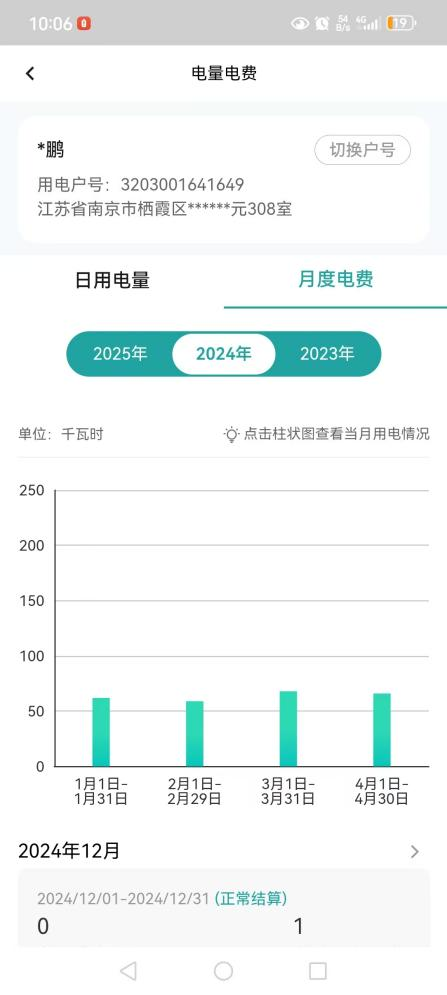 10:06
54
B/s
4G
19
电量电费
*鹏
切换户号
用电户号：3203001641649
江苏省南京市栖霞区******元308室
日用电量
月度电费
2025年
2024年
2023年
单位：千瓦时
点击柱状图查看当月用电情况
250
200
150
100
50
0
1月1日-
1月31日
2月1日-
2月29日
3月1日-
3月31日
4月1日-
4月30日
2024年12月
2024/12/01-2024/12/31 (正常结算)
0
1